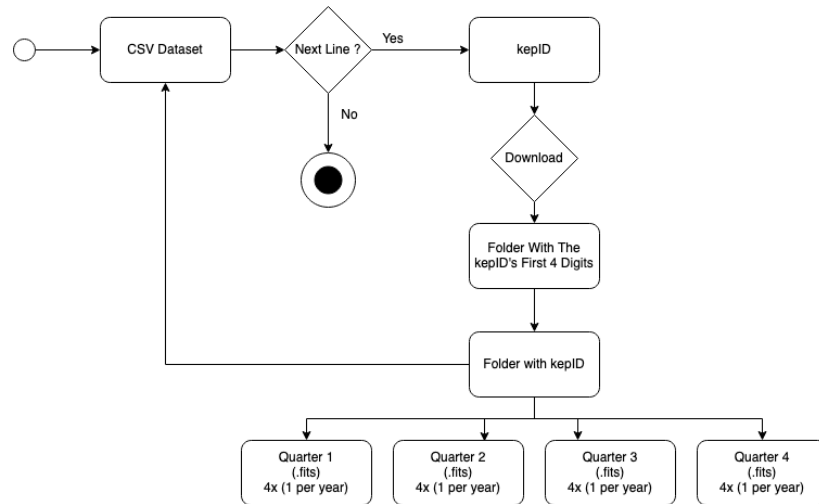 CSV Dataset
Next Line ?
Yes
kepID
No
Download
Folder With The
kepID's First 4 Digits
Folder with kepID
Quarter 1
(.fits)
4x (1 per year)
Quarter 2
(.fits)
4x (1 per year)
Quarter 3
(.fits)
4x (1 per year)
Quarter 4
(.fits)
4x (1 per year)